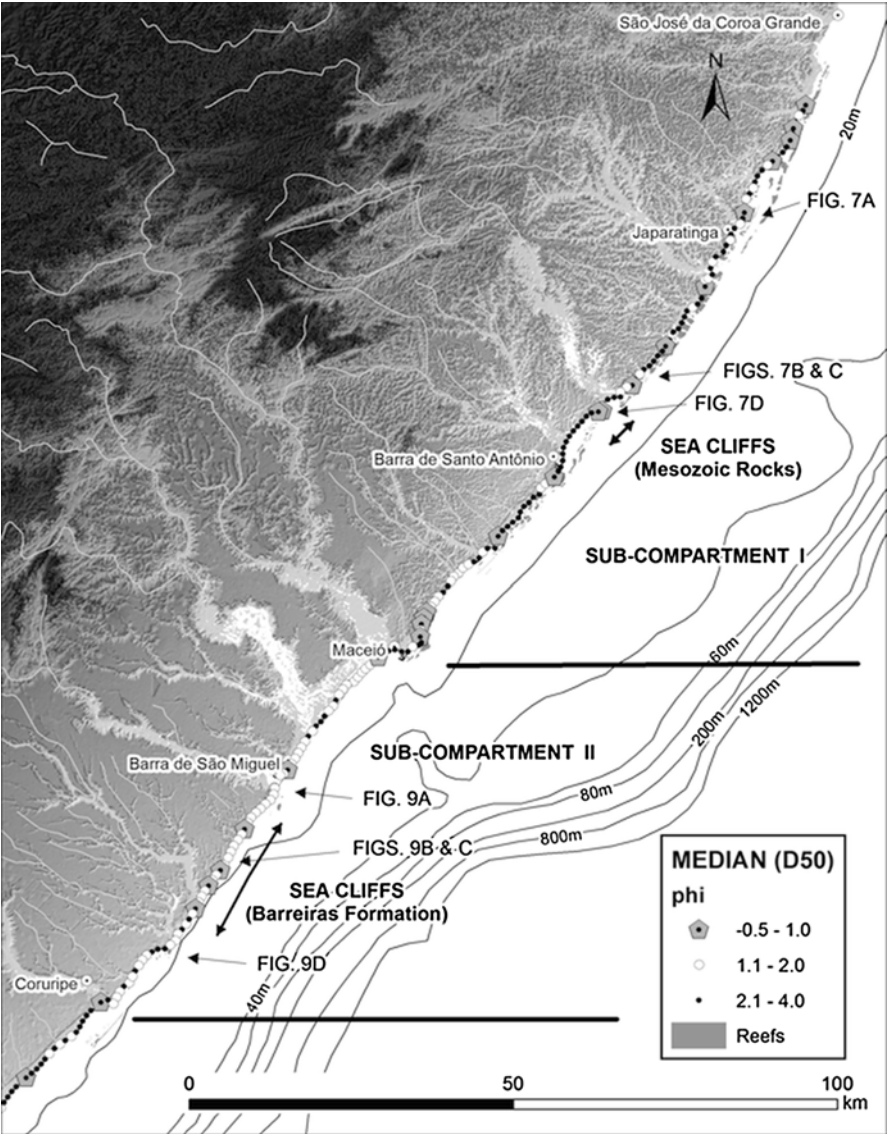 São José da Coroa Grande
N
20m
FIG. 7A
Japaratinga
FIGS. 7B & C
FIG. 7D
SEA CLIFFS
(Mesozoic Rocks)
Barra de Santo Antônio
SUB-COMPARTMENT I
Maceió
60m
200m
1200m
SUB-COMPARTMENT II
Barra de São Miguel
80m
FIG. 9A
800m
FIGS. 9B & C
SEA CLIFFS
(Barreiras Formation)
FIG. 9D
Coruripe
40m
MEDIAN (D50)
phi
-0.5 - 1.0
1.1 - 2.0
2.1 - 4.0
Reefs
0 50 100
km